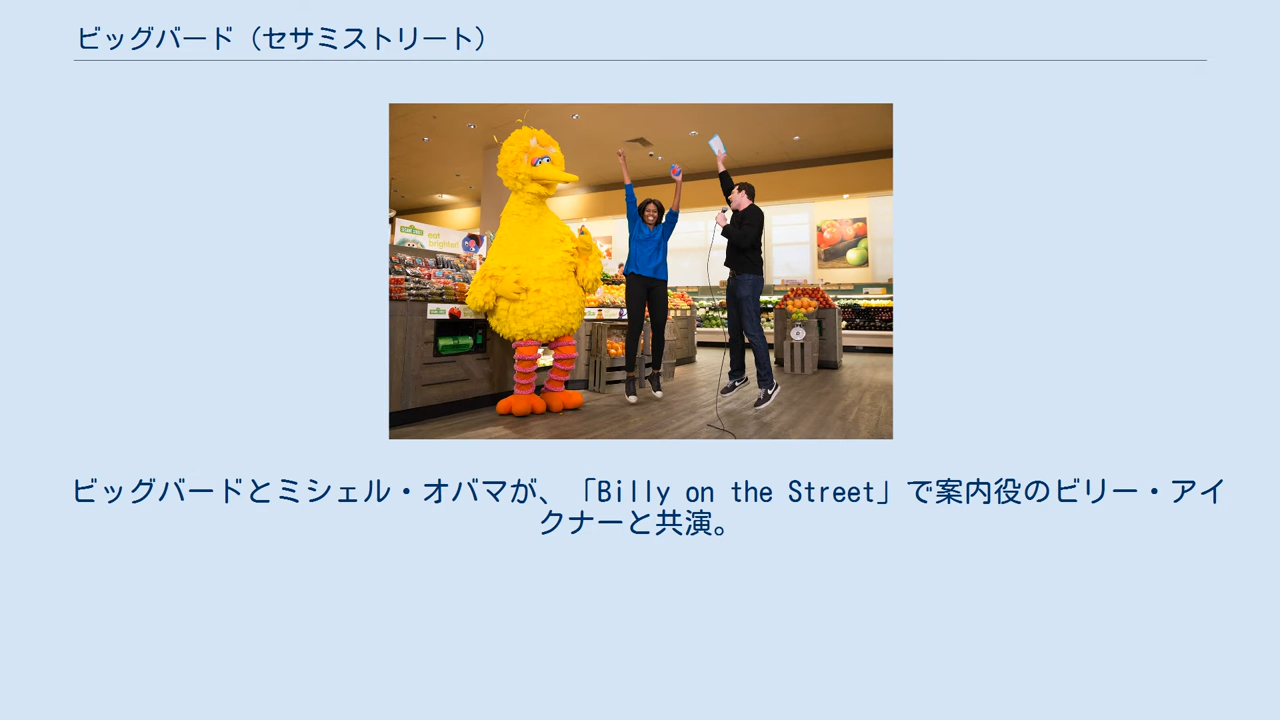 ビッグバード（セサミストリート）
eat
brighter!
ビッグバードとミシェル・オバマが、「Billy on the Street」で案内役のビリー・アイ
クナーと共演。